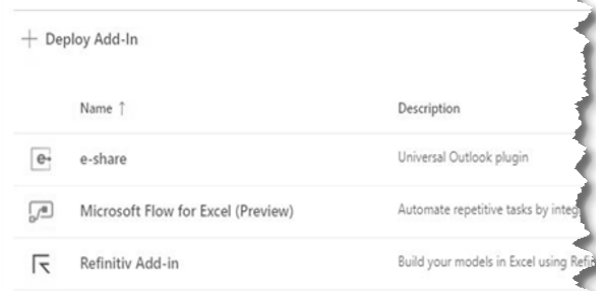 + Deploy Add-In
Name ↑ Description
e-share Universal Outlook plugin
Microsoft Flow for Excel (Preview) Automate repetitive tasks by integ
Refinitiv Add-in Build your models in Excel using Refi